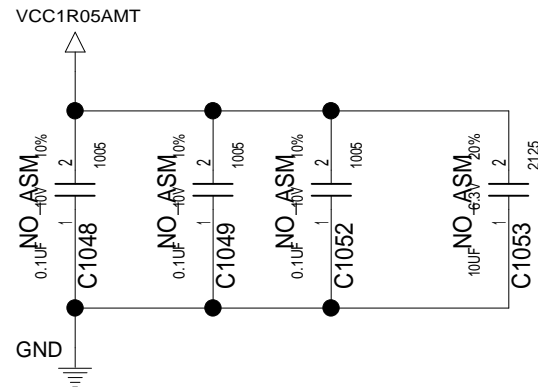 VCC1R05AMT
NO_ASM
0.1UF
10V
10%
2
1
1005
C1048
NO_ASM
0.1UF
10V
10%
2
1
1005
C1049
NO_ASM
0.1UF
10V
10%
2
1
1005
C1052
NO_ASM
10UF
6.3V
20%
2
1
2125
C1053
GND